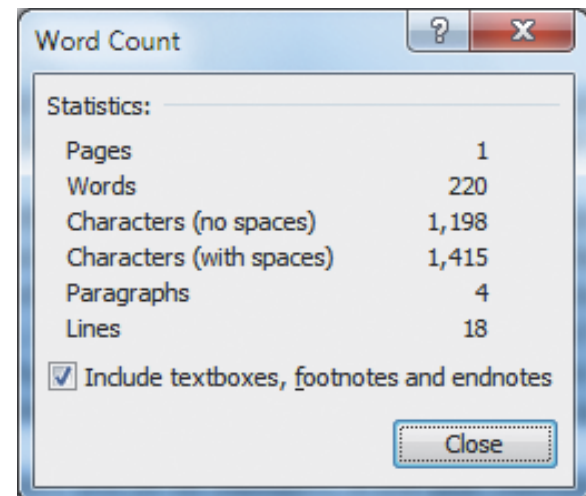 Word Count
Statistics:
Pages 1
Words 220
Characters (no spaces) 1,198
Characters (with spaces) 1,415
Paragraphs 4
Lines 18
Include textboxes, footnotes and endnotes
Close